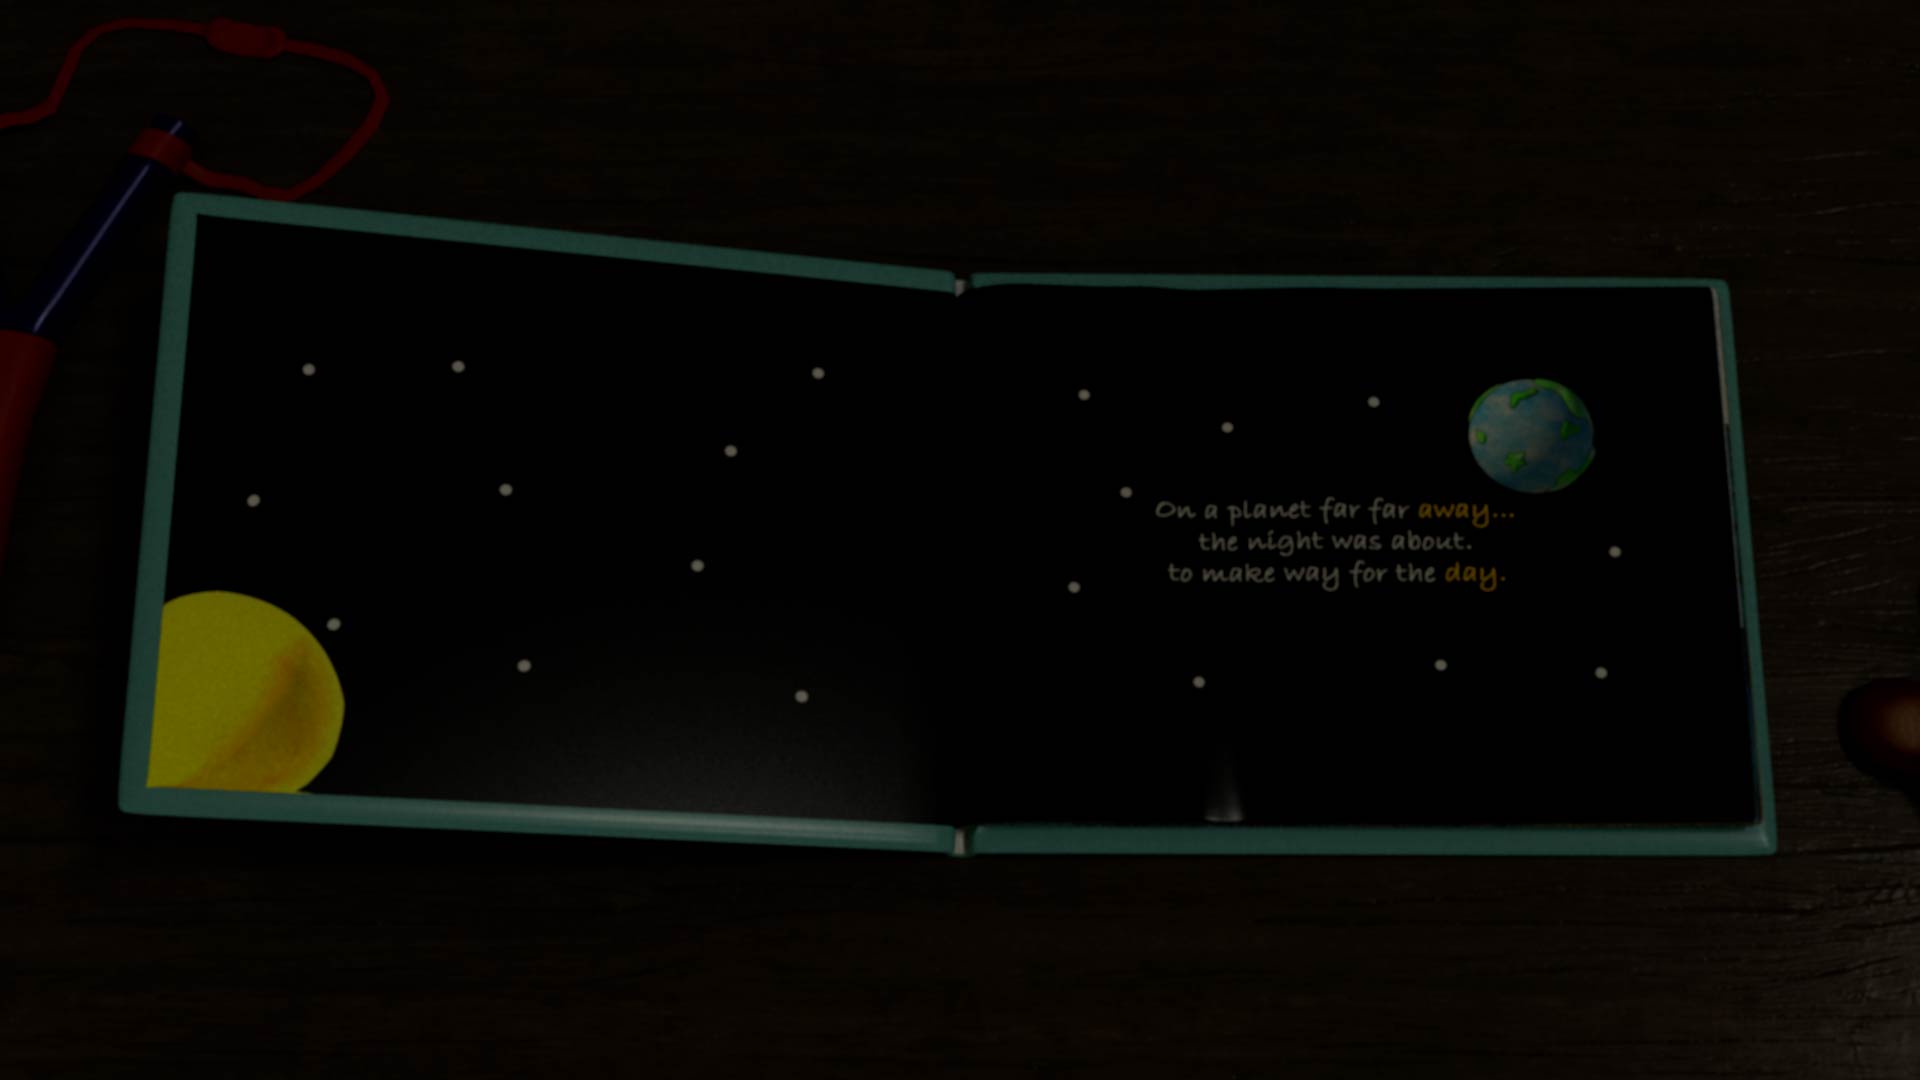 On a planet far far away...
the night was about.
to make way for the day.